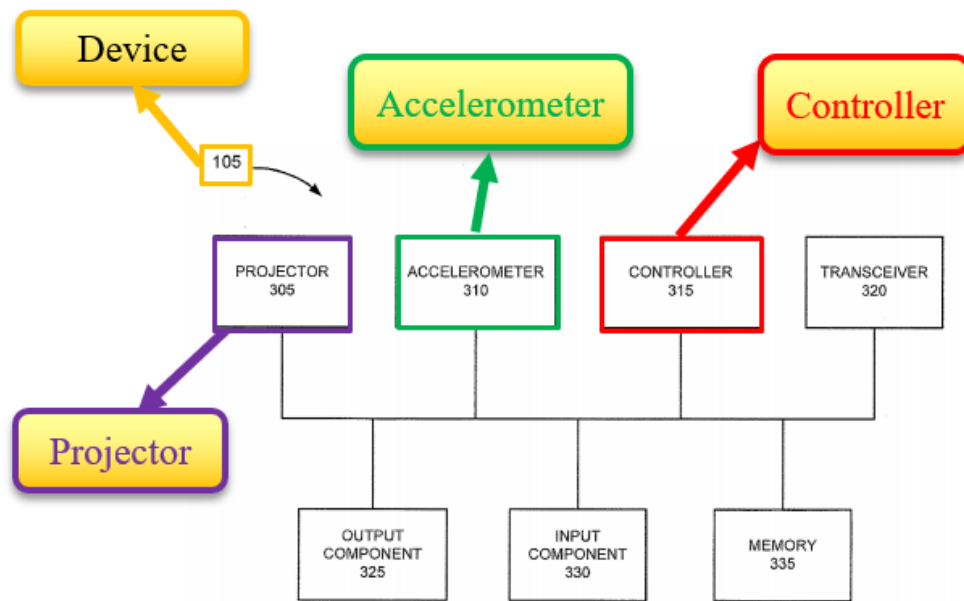 Device
Accelerometer
Controller
105
PROJECTOR
305
ACCELEROMETER
310
CONTROLLER
315
TRANSCEIVER
320
Projector
OUTPUT
COMPONENT
325
INPUT
COMPONENT
330
MEMORY
335